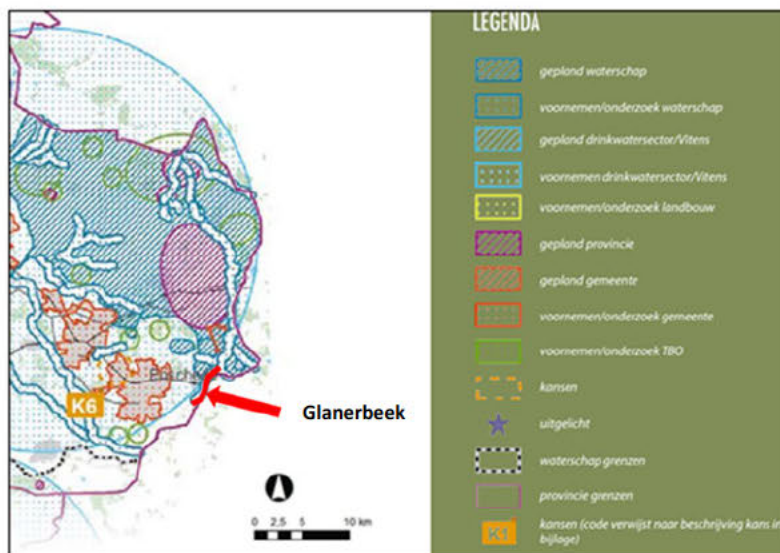 K6
Glanerbeek
0 2,5 5 10 km
LEGENDA
gepland waterschap
voornemen/onderzoek waterschap
gepland drinkwatersector/Vitens
voornemen drinkwatersector/Vitens
voornemen/onderzoek landbouw
gepland provincie
gepland gemeente
voornemen/onderzoek gemeente
voornemen/onderzoek TBO
kansen
uitgelicht
waterschap grenzen
provincie grenzen
K1 kansen (code verwijst naar beschrijving kans in
bijlage)